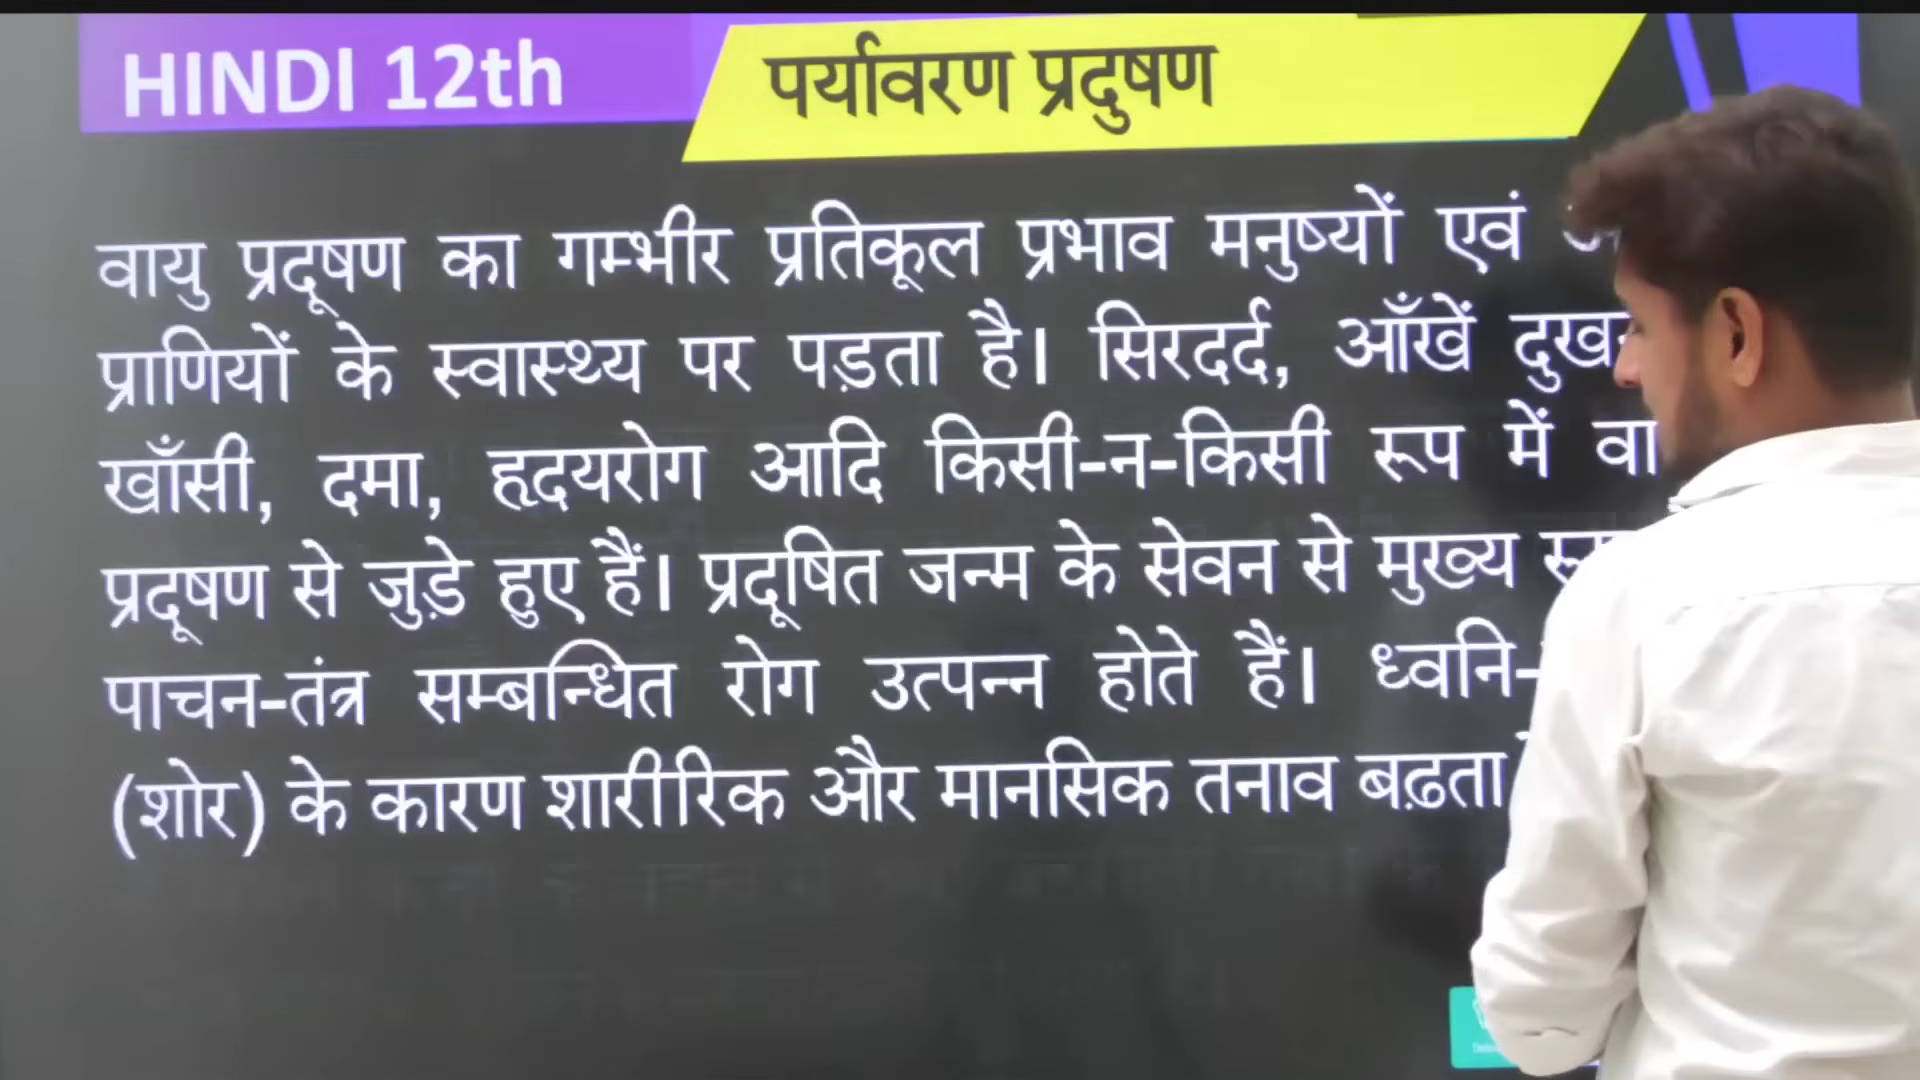 HINDI 12th
पर्यावरण प्रदुषण
वायु प्रदूषण का गम्भीर प्रतिकूल प्रभाव मनुष्यों एवं
प्राणियों के स्वास्थ्य पर पड़ता है। सिरदर्द, आँखें
खाँसी, दमा, हृदयरोग आदि किसी-न-किसी रूप में
प्रदूषण से जुड़े हुए हैं। प्रदूषित जन्म के सेवन से मुख्य
पाचन-तंत्र सम्बन्धित रोग उत्पन्न होते हैं। ध्वनि-
(शोर) के कारण शारीरिक और मानसिक तनाव बढ़ता